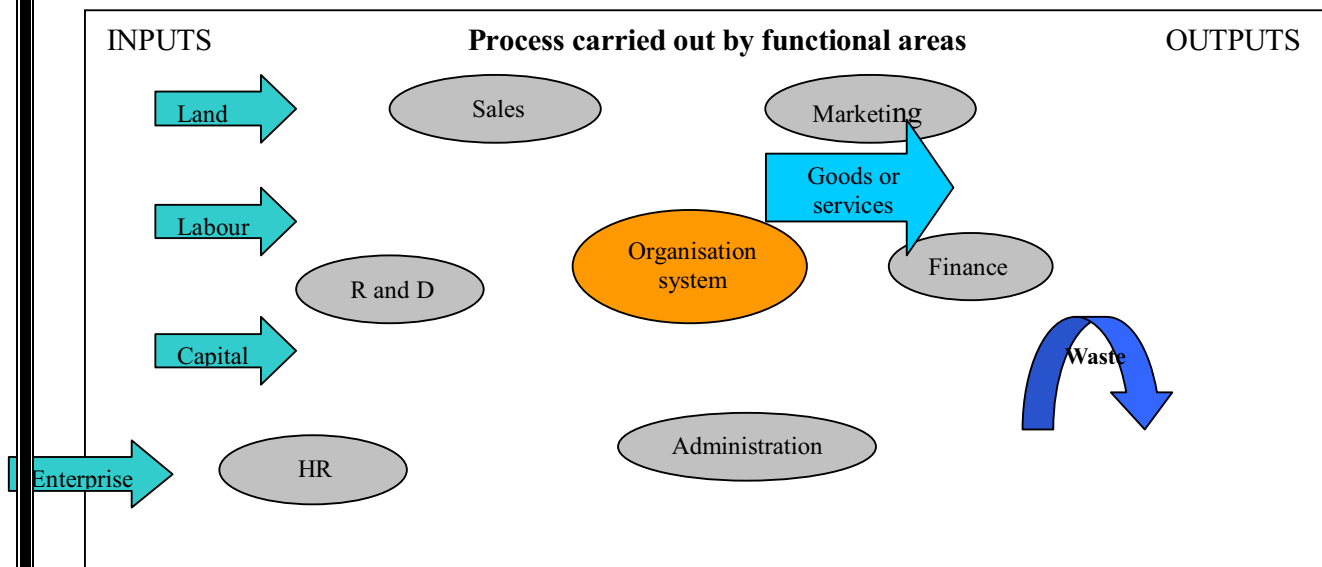 INPUTS
Process carried out by functional areas
OUTPUTS
Land
Sales
Marketing
Goods or
services
Labour
Organisation
system
Finance
R and D
Capital
Waste
Administration
HR
Enterprise